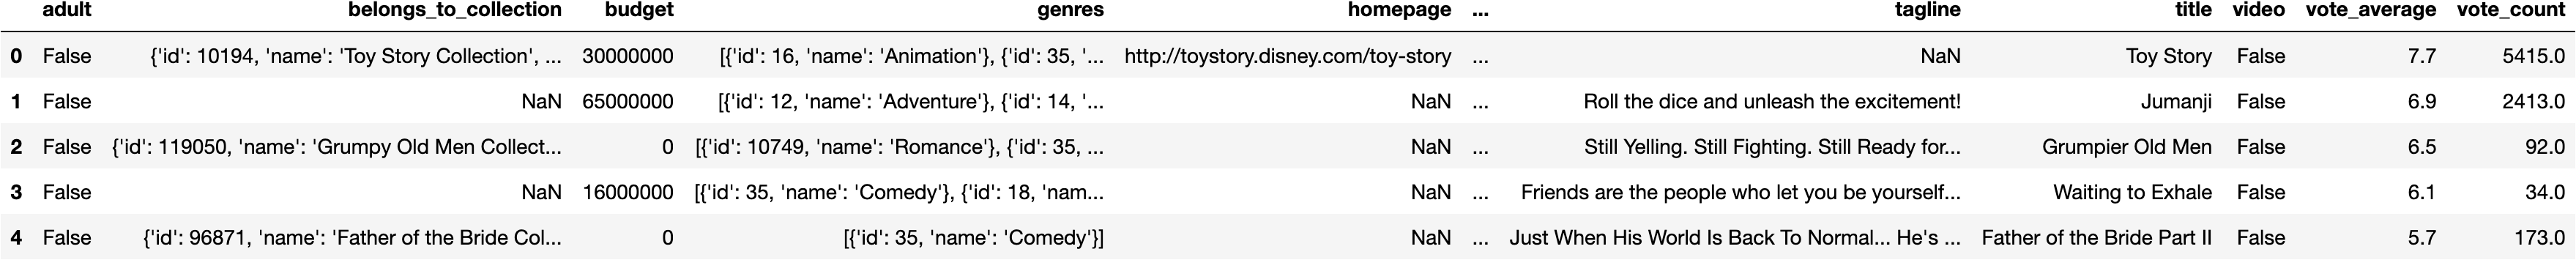 adult belongs_to_collection budget genres homepage ... tagline title video vote_average vote_count
0 False {'id': 10194, 'name': 'Toy Story Collection', ... 30000000 [{'id': 16, 'name': 'Animation'}, {'id': 35, '... http://toystory.disney.com/toy-story ... NaN Toy Story False 7.7 5415.0
1 False NaN 65000000 [{'id': 12, 'name': 'Adventure'}, {'id': 14, '... NaN ... Roll the dice and unleash the excitement! Jumanji False 6.9 2413.0
2 False {'id': 119050, 'name': 'Grumpy Old Men Collect... 0 [{'id': 10749, 'name': 'Romance'}, {'id': 35, ... NaN ... Still Yelling. Still Fighting. Still Ready for... Grumpier Old Men False 6.5 92.0
3 False NaN 16000000 [{'id': 35, 'name': 'Comedy'}, {'id': 18, 'nam... NaN ... Friends are the people who let you be yourself... Waiting to Exhale False 6.1 34.0
4 False {'id': 96871, 'name': 'Father of the Bride Col... 0 [{'id': 35, 'name': 'Comedy'}] NaN ... Just When His World Is Back To Normal... He's ... Father of the Bride Part II False 5.7 173.0